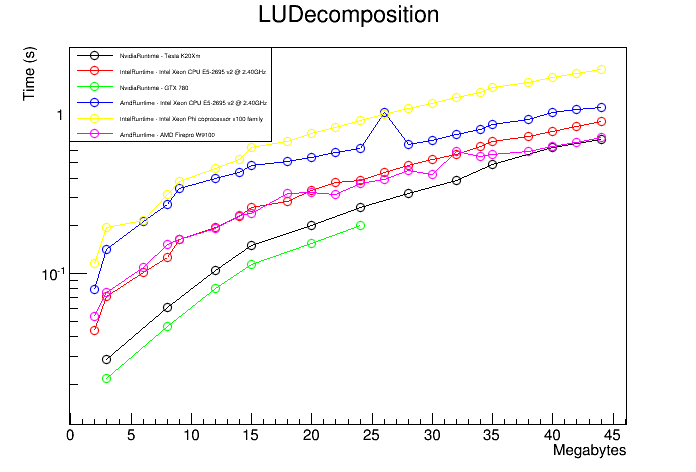 LUDecomposition
Time (s)
NvidiaRuntime - Tesla K20Xm
IntelRuntime - Intel Xeon CPU E5-2695 v2 @ 2.40GHz
NvidiaRuntime - GTX 780
AmdRuntime - Intel Xeon CPU E5-2695 v2 @ 2.40GHz
IntelRuntime - Intel Xeon Phi coprocessor x100 family
AmdRuntime - AMD Firepro W9100
1
10⁻¹
0 5 10 15 20 25 30 35 40 45
Megabytes